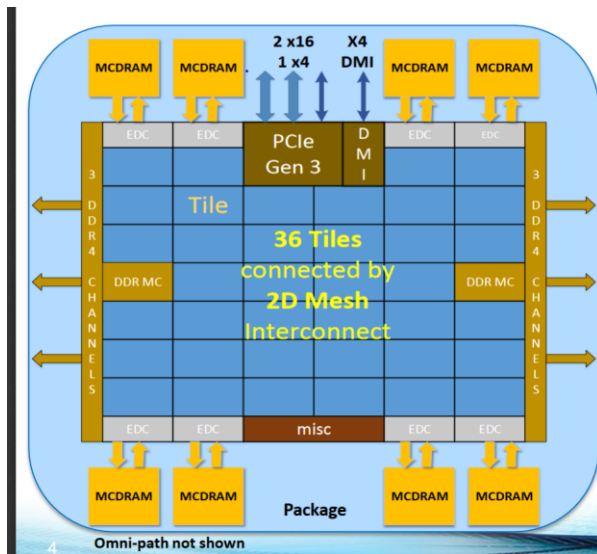 2 x16
1 x4
X4
DMI
MCDRAM
MCDRAM
MCDRAM
MCDRAM
EDC
EDC
PCIe
Gen 3
D
M
I
EDC
EDC
3 DDR4 CHANNELS
3 DDR4 CHANNELS
Tile
36 Tiles
connected by
2D Mesh
Interconnect
DDR MC
DDR MC
EDC
EDC
misc
EDC
EDC
MCDRAM
MCDRAM
MCDRAM
MCDRAM
Package
4
Omni-path not shown